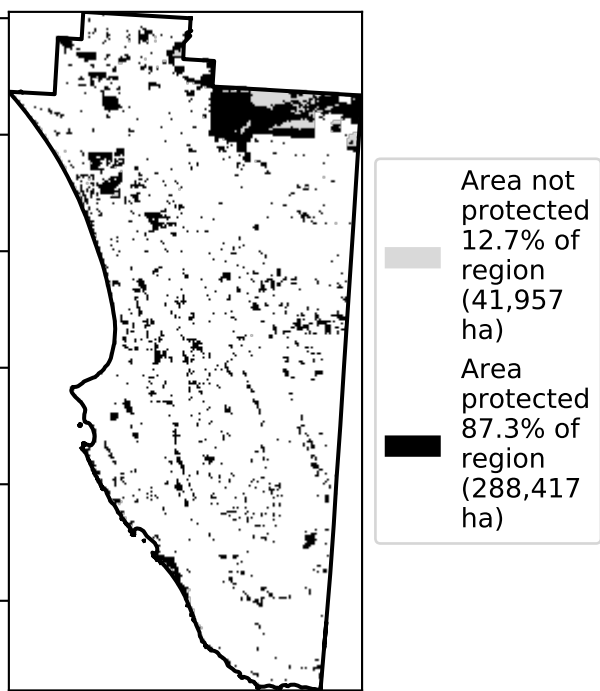 Area not
protected
12.7% of
region
(41,957
ha)
Area
protected
87.3% of
region
(288,417
ha)